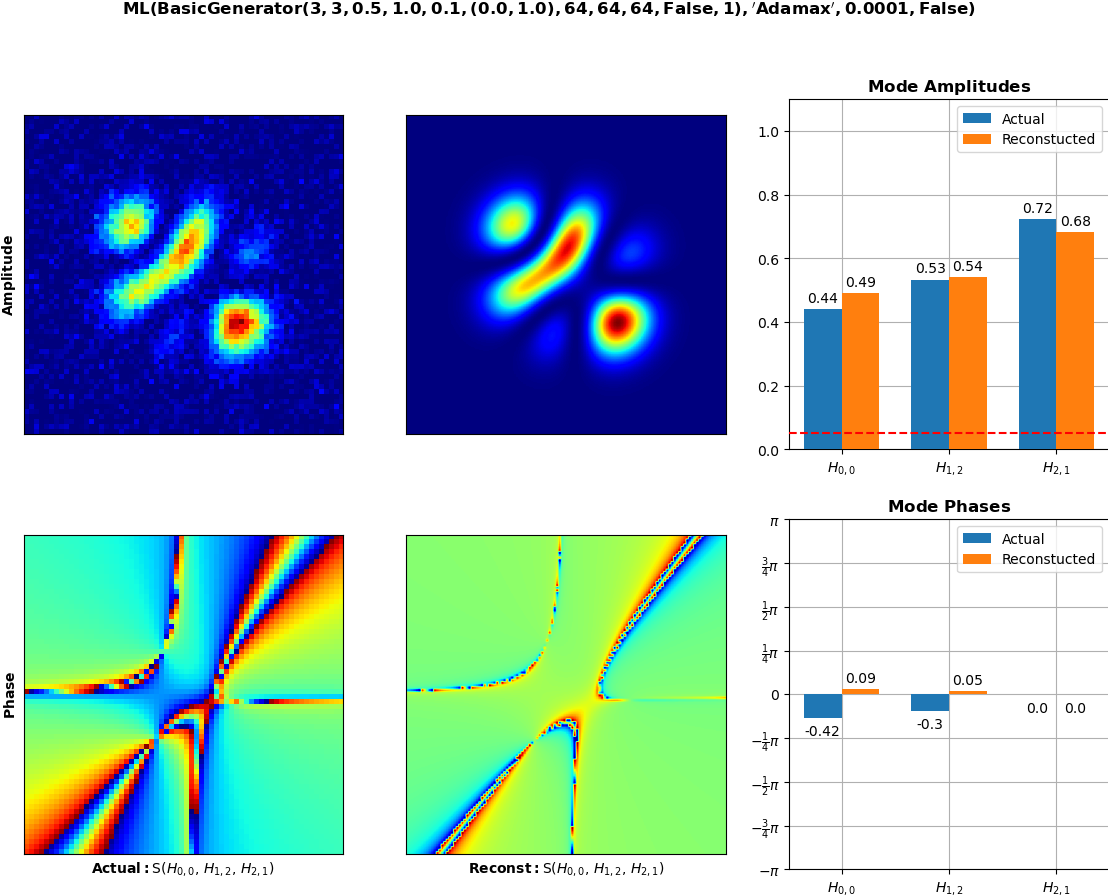 ML(BasicGenerator(3, 3, 0.5, 1.0, 0.1, (0.0, 1.0), 64, 64, 64, False, 1), ′Adamax′, 0.0001, False)
Mode Amplitudes
Actual
Reconstucted
1.0
0.8
0.6
0.4
0.2
0.0
0.44
0.49
0.53
0.54
0.72
0.68
H0,0
H1,2
H2,1
Amplitude
Mode Phases
Actual
Reconstucted
π
3/4π
1/2π
1/4π
0
−1/4π
−1/2π
−3/4π
−π
-0.42
0.09
-0.3
0.05
0.0
0.0
H0,0
H1,2
H2,1
Phase
Actual: S(H0,0, H1,2, H2,1)
Reconst: S(H0,0, H1,2, H2,1)